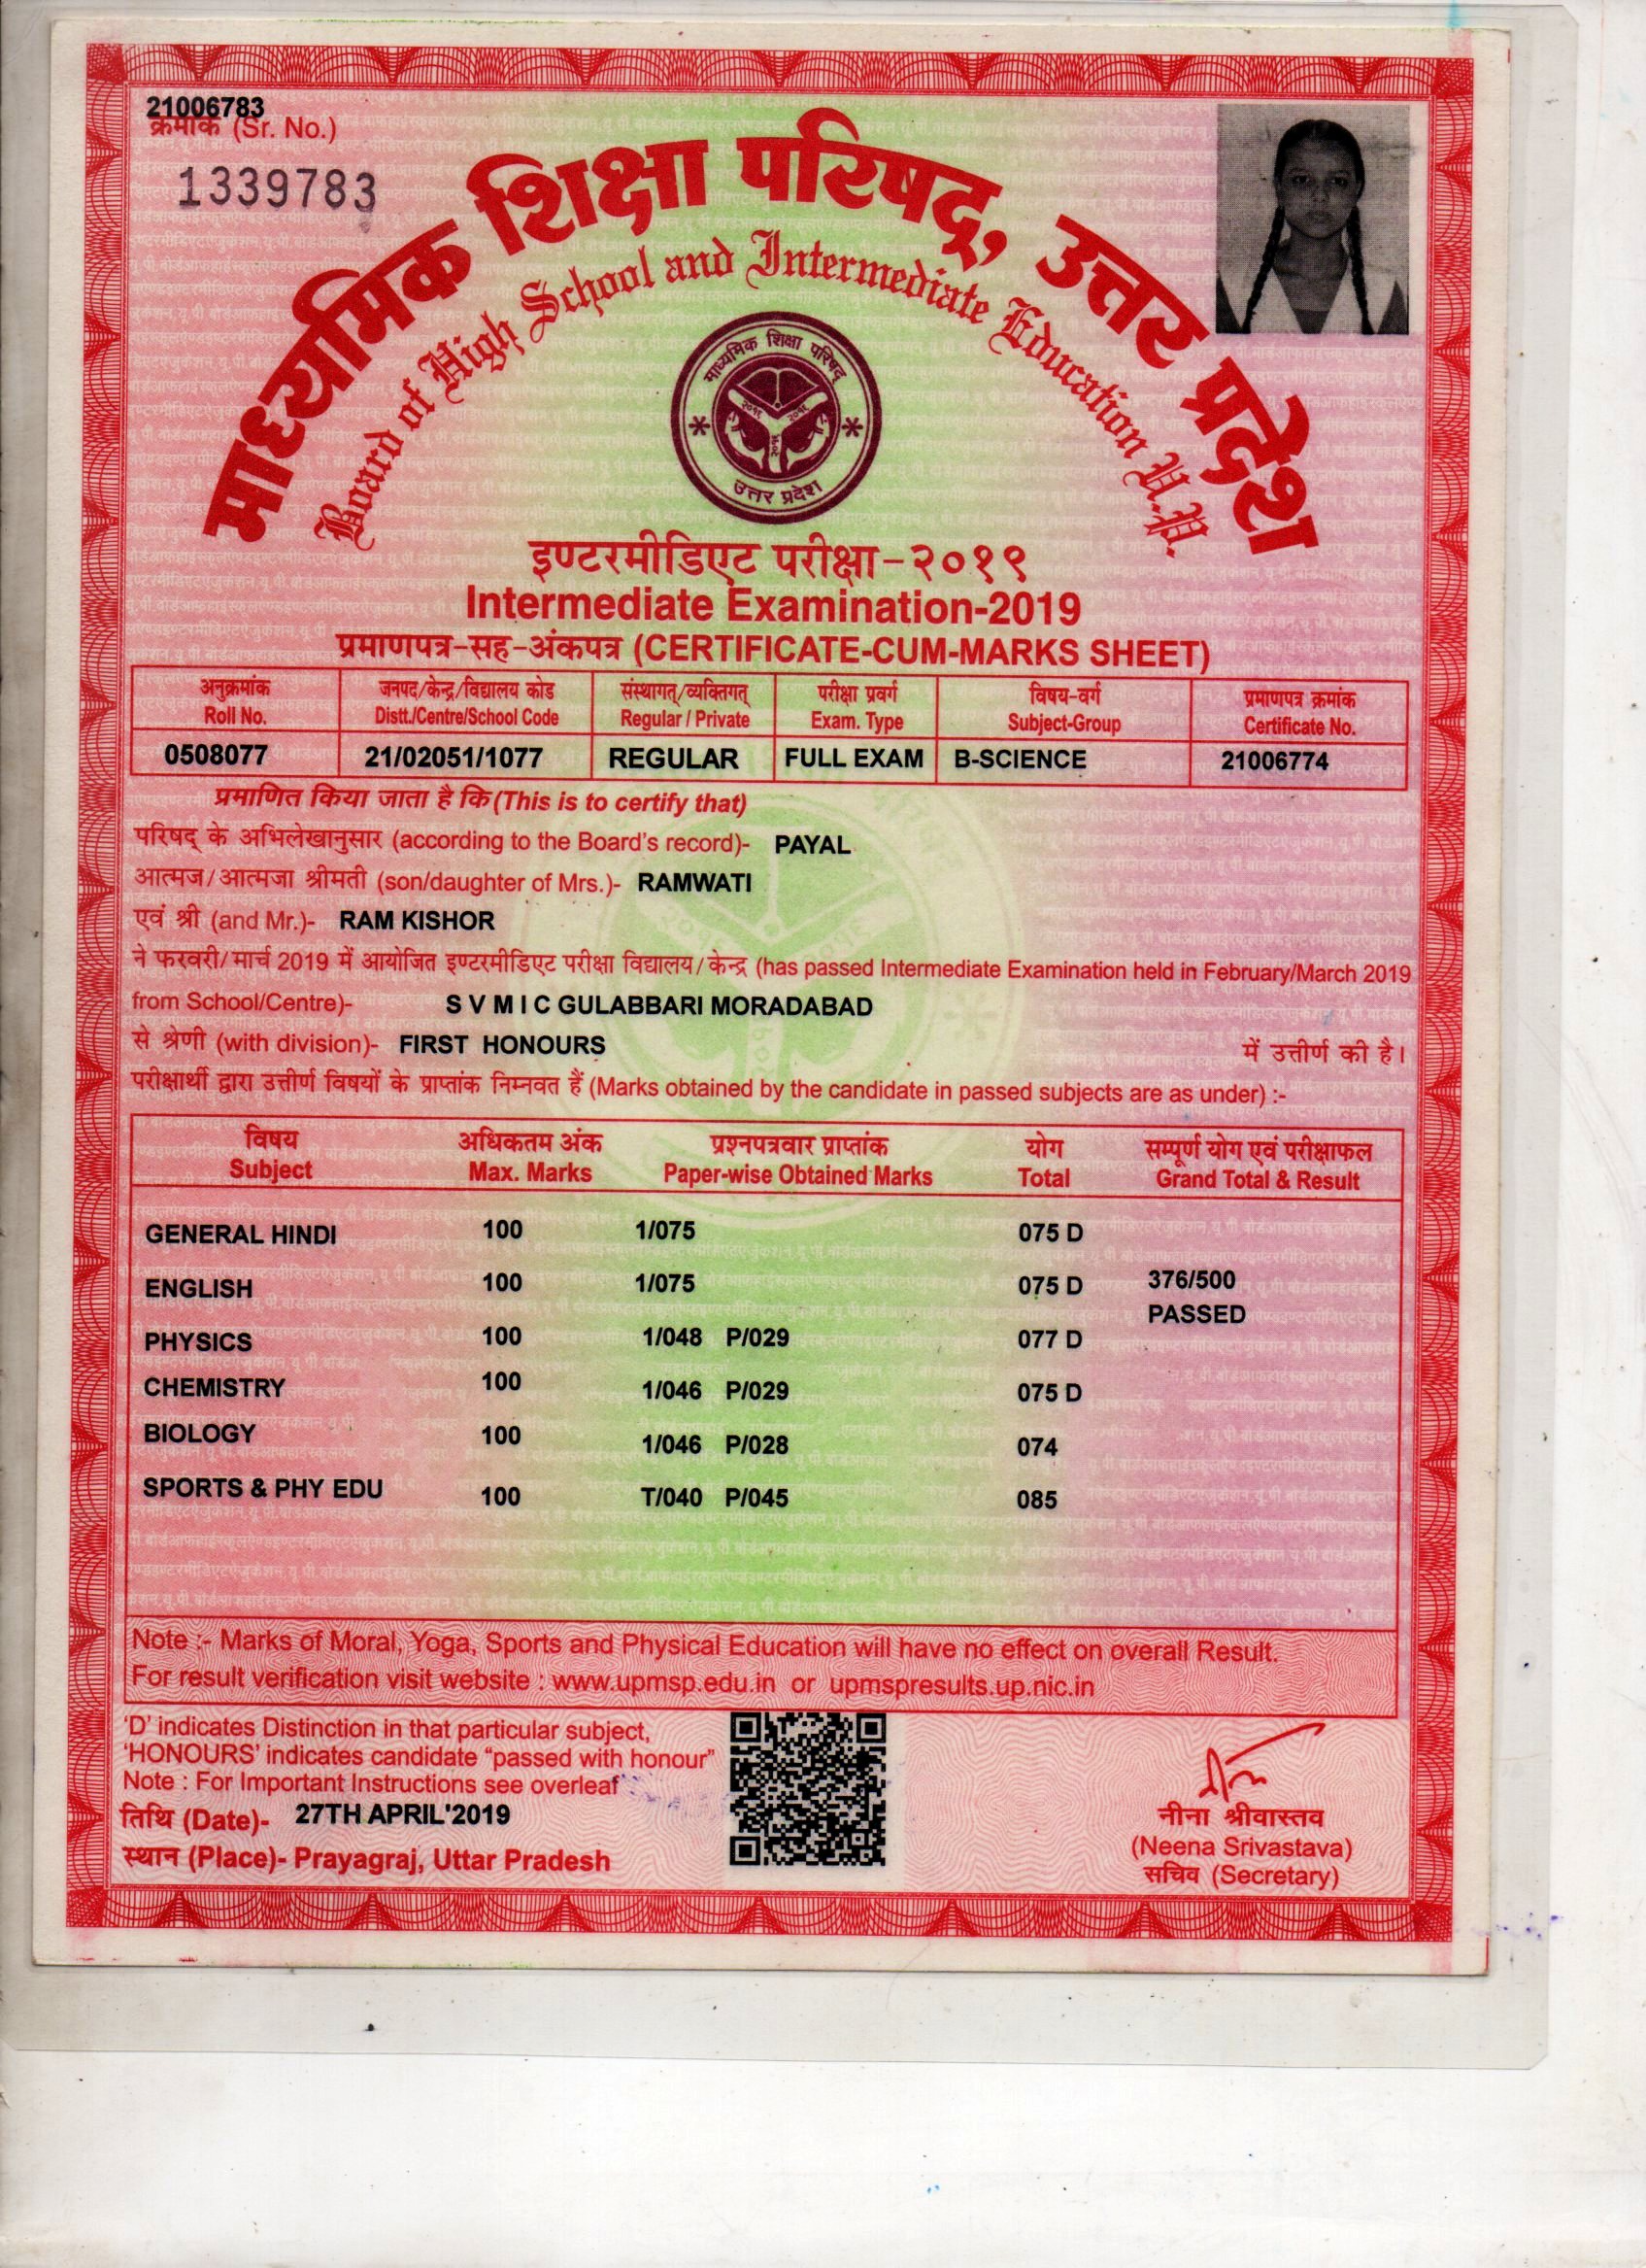 21006783
क्रमांक (Sr. No.)
1339783
माध्यमिक शिक्षा परिषद्, उत्तर प्रदेश
Board of High School and Intermediate Education U.P.
माध्यमिक शिक्षा परिषद्
२०१६ २०१६
२०१६
उत्तर प्रदेश
इण्टरमीडिएट परीक्षा-२०१९
Intermediate Examination-2019
प्रमाणपत्र-सह-अंकपत्र (CERTIFICATE-CUM-MARKS SHEET)
अनुक्रमांक जनपद/केन्द्र/विद्यालय कोड संस्थागत्/व्यक्तिगत् परीक्षा प्रवर्ग विषय-वर्ग प्रमाणपत्र क्रमांक
Roll No. Distt./Centre/School Code Regular / Private Exam. Type Subject-Group Certificate No.
0508077 21/02051/1077 REGULAR FULL EXAM B-SCIENCE 21006774
प्रमाणित किया जाता है कि (This is to certify that)
परिषद् के अभिलेखानुसार (according to the Board's record)- PAYAL
आत्मज/आत्मजा श्रीमती (son/daughter of Mrs.)- RAMWATI
एवं श्री (and Mr.)- RAM KISHOR
ने फरवरी/मार्च 2019 में आयोजित इण्टरमीडिएट परीक्षा विद्यालय/केन्द्र (has passed Intermediate Examination held in February/March 2019
from School/Centre)- S V M I C GULABBARI MORADABAD
से श्रेणी (with division)- FIRST HONOURS में उत्तीर्ण की है।
परीक्षार्थी द्वारा उत्तीर्ण विषयों के प्राप्तांक निम्नवत हैं (Marks obtained by the candidate in passed subjects are as under) :-
विषय अधिकतम अंक प्रश्नपत्रवार प्राप्तांक योग सम्पूर्ण योग एवं परीक्षाफल
Subject Max. Marks Paper-wise Obtained Marks Total Grand Total & Result
GENERAL HINDI 100 1/075 075 D
ENGLISH 100 1/075 075 D 376/500
PASSED
PHYSICS 100 1/048 P/029 077 D
CHEMISTRY 100 1/046 P/029 075 D
BIOLOGY 100 1/046 P/028 074
SPORTS & PHY EDU 100 T/040 P/045 085
Note :- Marks of Moral, Yoga, Sports and Physical Education will have no effect on overall Result.
For result verification visit website : www.upmsp.edu.in or upmspresults.up.nic.in
'D' indicates Distinction in that particular subject,
'HONOURS' indicates candidate "passed with honour"
Note : For Important Instructions see overleaf
तिथि (Date)- 27TH APRIL'2019
स्थान (Place)- Prayagraj, Uttar Pradesh
नीना श्रीवास्तव
(Neena Srivastava)
सचिव (Secretary)